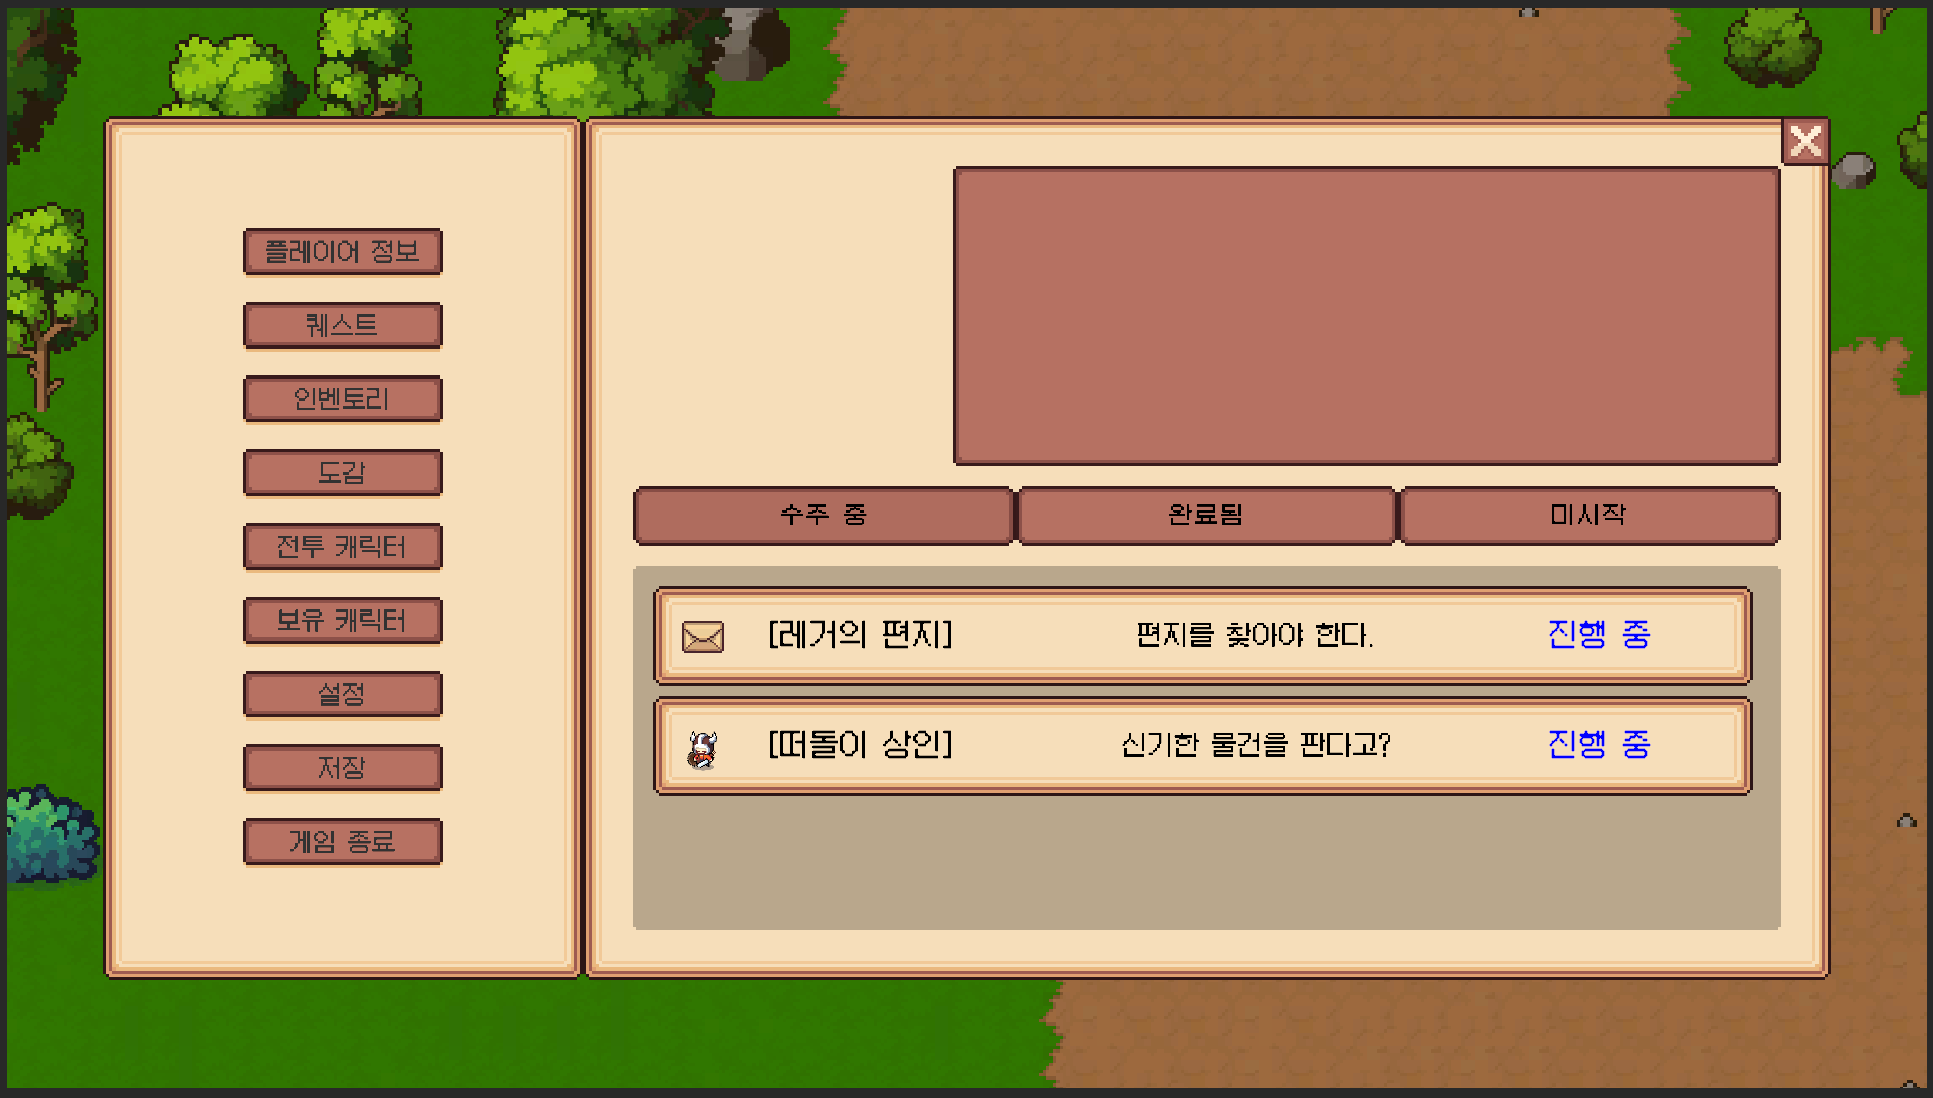 플레이어 정보
퀘스트
인벤토리
도감
전투 캐릭터
보유 캐릭터
설정
저장
게임 종료
수주 중
완료됨
미시작
[레거의 편지]
편지를 찾아야 한다.
진행 중
[떠돌이 상인]
신기한 물건을 판다고?
진행 중